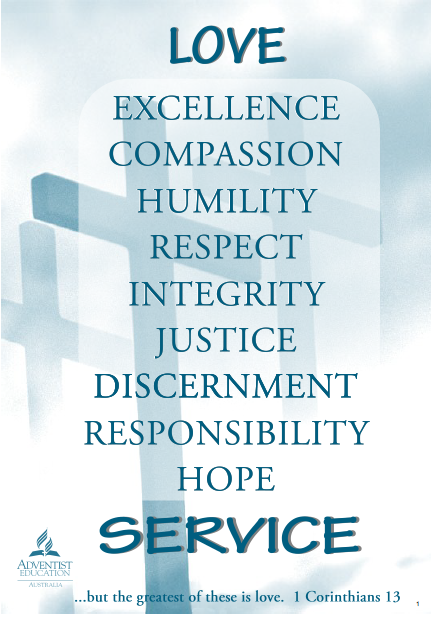 LOVE
EXCELLENCE
COMPASSION
HUMILITY
RESPECT
INTEGRITY
JUSTICE
DISCERNMENT
RESPONSIBILITY
HOPE
SERVICE
ADVENTIST
EDUCATION
AUSTRALIA
...but the greatest of these is love. 1 Corinthians 13
1